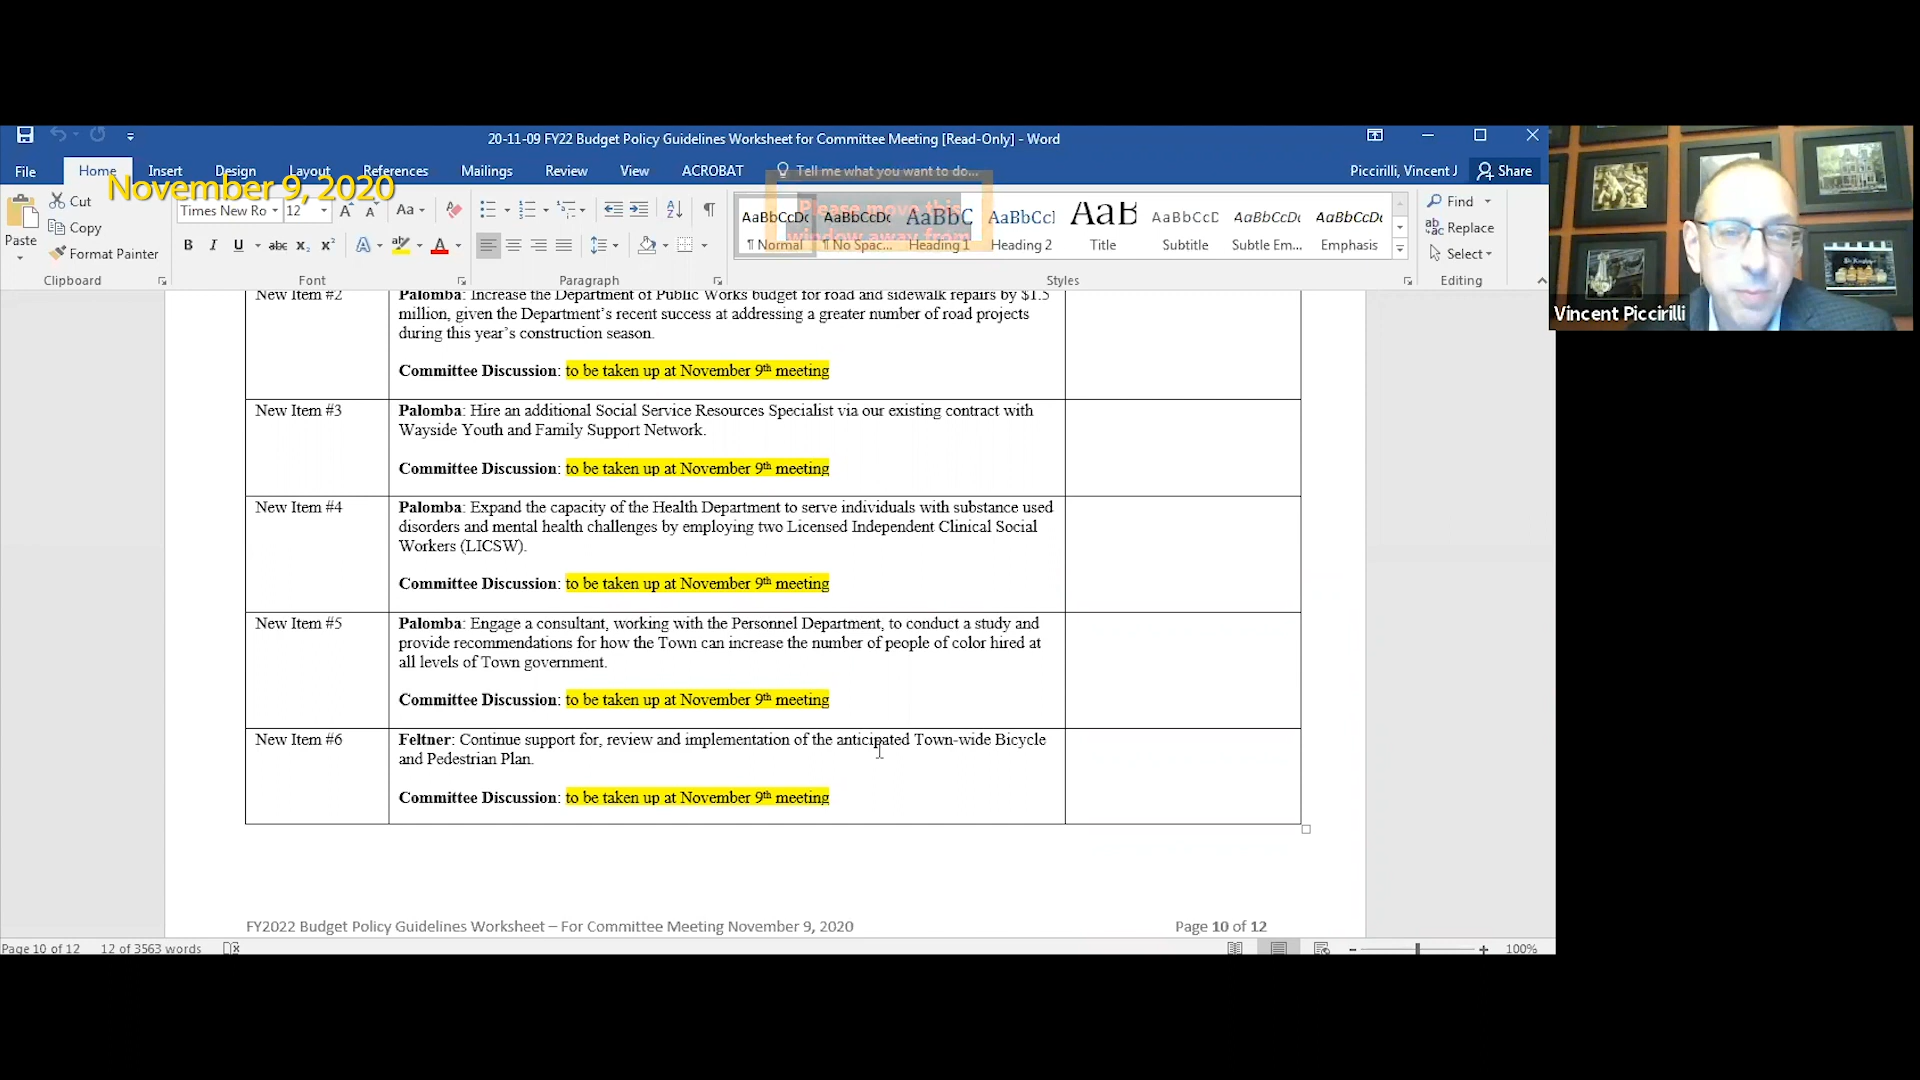 20-11-09 FY22 Budget Policy Guidelines Worksheet for Committee Meeting [Read-Only] - Word
File Home Insert Design Layout References Mailings Review View ACROBAT Tell me what you want to do... Piccirilli, Vincent J Share
November 9, 2020
Cut
Copy
Format Painter
Paste
Clipboard
Times New Ro 12
Font
Paragraph
Please move this
window away from
AaBbCcDc AaBbCcDc AaBbC AaBbCcI AaB AaBbCcD AaBbCcDc AaBbCcDc
¶ Normal ¶ No Spac... Heading 1 Heading 2 Title Subtitle Subtle Em... Emphasis
Styles
Find
Replace
Select
Editing
Vincent Piccirilli
New Item #2
Palomba: Increase the Department of Public Works budget for road and sidewalk repairs by $1.5
million, given the Department's recent success at addressing a greater number of road projects
during this year's construction season.
Committee Discussion: to be taken up at November 9th meeting
New Item #3
Palomba: Hire an additional Social Service Resources Specialist via our existing contract with
Wayside Youth and Family Support Network.
Committee Discussion: to be taken up at November 9th meeting
New Item #4
Palomba: Expand the capacity of the Health Department to serve individuals with substance used
disorders and mental health challenges by employing two Licensed Independent Clinical Social
Workers (LICSW).
Committee Discussion: to be taken up at November 9th meeting
New Item #5
Palomba: Engage a consultant, working with the Personnel Department, to conduct a study and
provide recommendations for how the Town can increase the number of people of color hired at
all levels of Town government.
Committee Discussion: to be taken up at November 9th meeting
New Item #6
Feltner: Continue support for, review and implementation of the anticipated Town-wide Bicycle
and Pedestrian Plan.
Committee Discussion: to be taken up at November 9th meeting
FY2022 Budget Policy Guidelines Worksheet – For Committee Meeting November 9, 2020 Page 10 of 12
Page 10 of 12 12 of 3563 words 100%